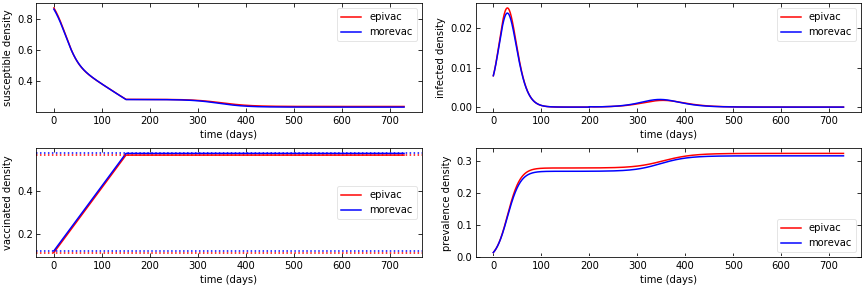 susceptible density
0.8
0.6
0.4
epivac
morevac
0 100 200 300 400 500 600 700
time (days)
infected density
0.02
0.01
0.00
epivac
morevac
0 100 200 300 400 500 600 700
time (days)
vaccinated density
0.4
0.2
epivac
morevac
0 100 200 300 400 500 600 700
time (days)
prevalence density
0.3
0.2
0.1
0.0
epivac
morevac
0 100 200 300 400 500 600 700
time (days)